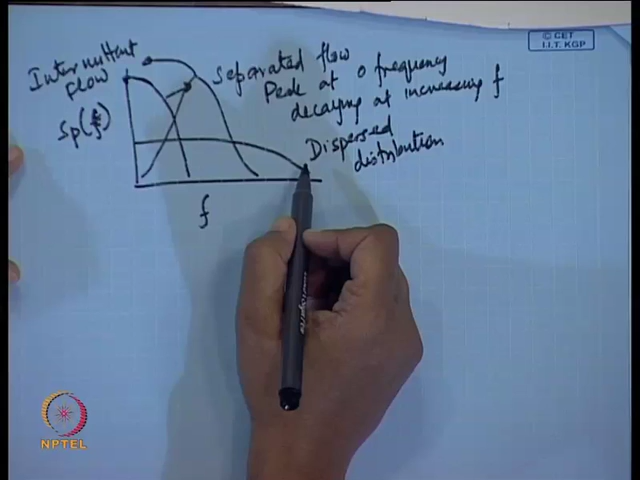 © CET
I.I.T. KGP
Intermittent
flow
Separated flow
Peak at 0 frequency
decaying at increasing f
Dispersed
distribution
Sp(f)
f
NPTEL